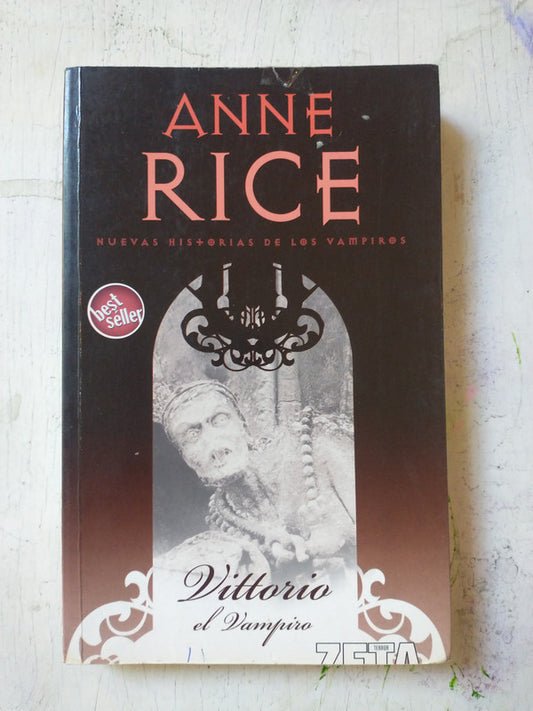 ANNE
RICE
NUEVAS HISTORIAS DE LOS VAMPIROS
best
seller
Vittorio
el Vampiro
TERROR
ZETA